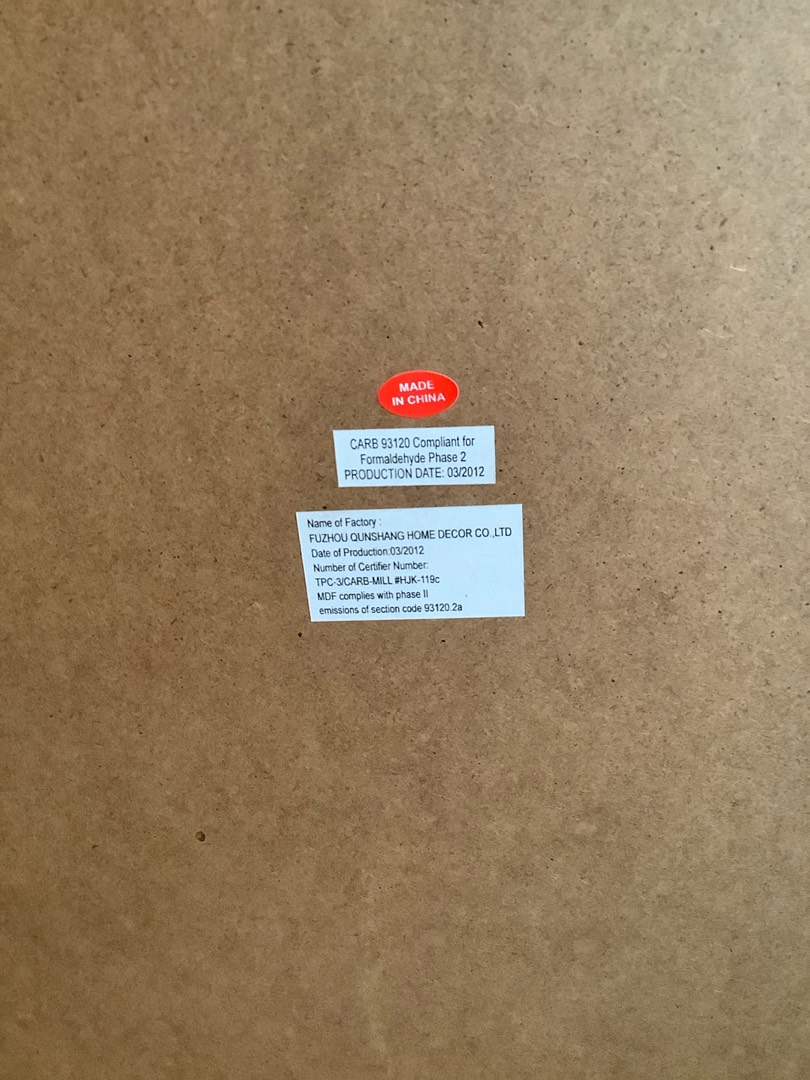 MADE
IN CHINA
CARB 93120 Compliant for
Formaldehyde Phase 2
PRODUCTION DATE: 03/2012
Name of Factory :
FUZHOU QUNSHANG HOME DECOR CO.,LTD
Date of Production:03/2012
Number of Certifier Number:
TPC-3/CARB-MILL #HJK-119c
MDF complies with phase II
emissions of section code 93120.2a